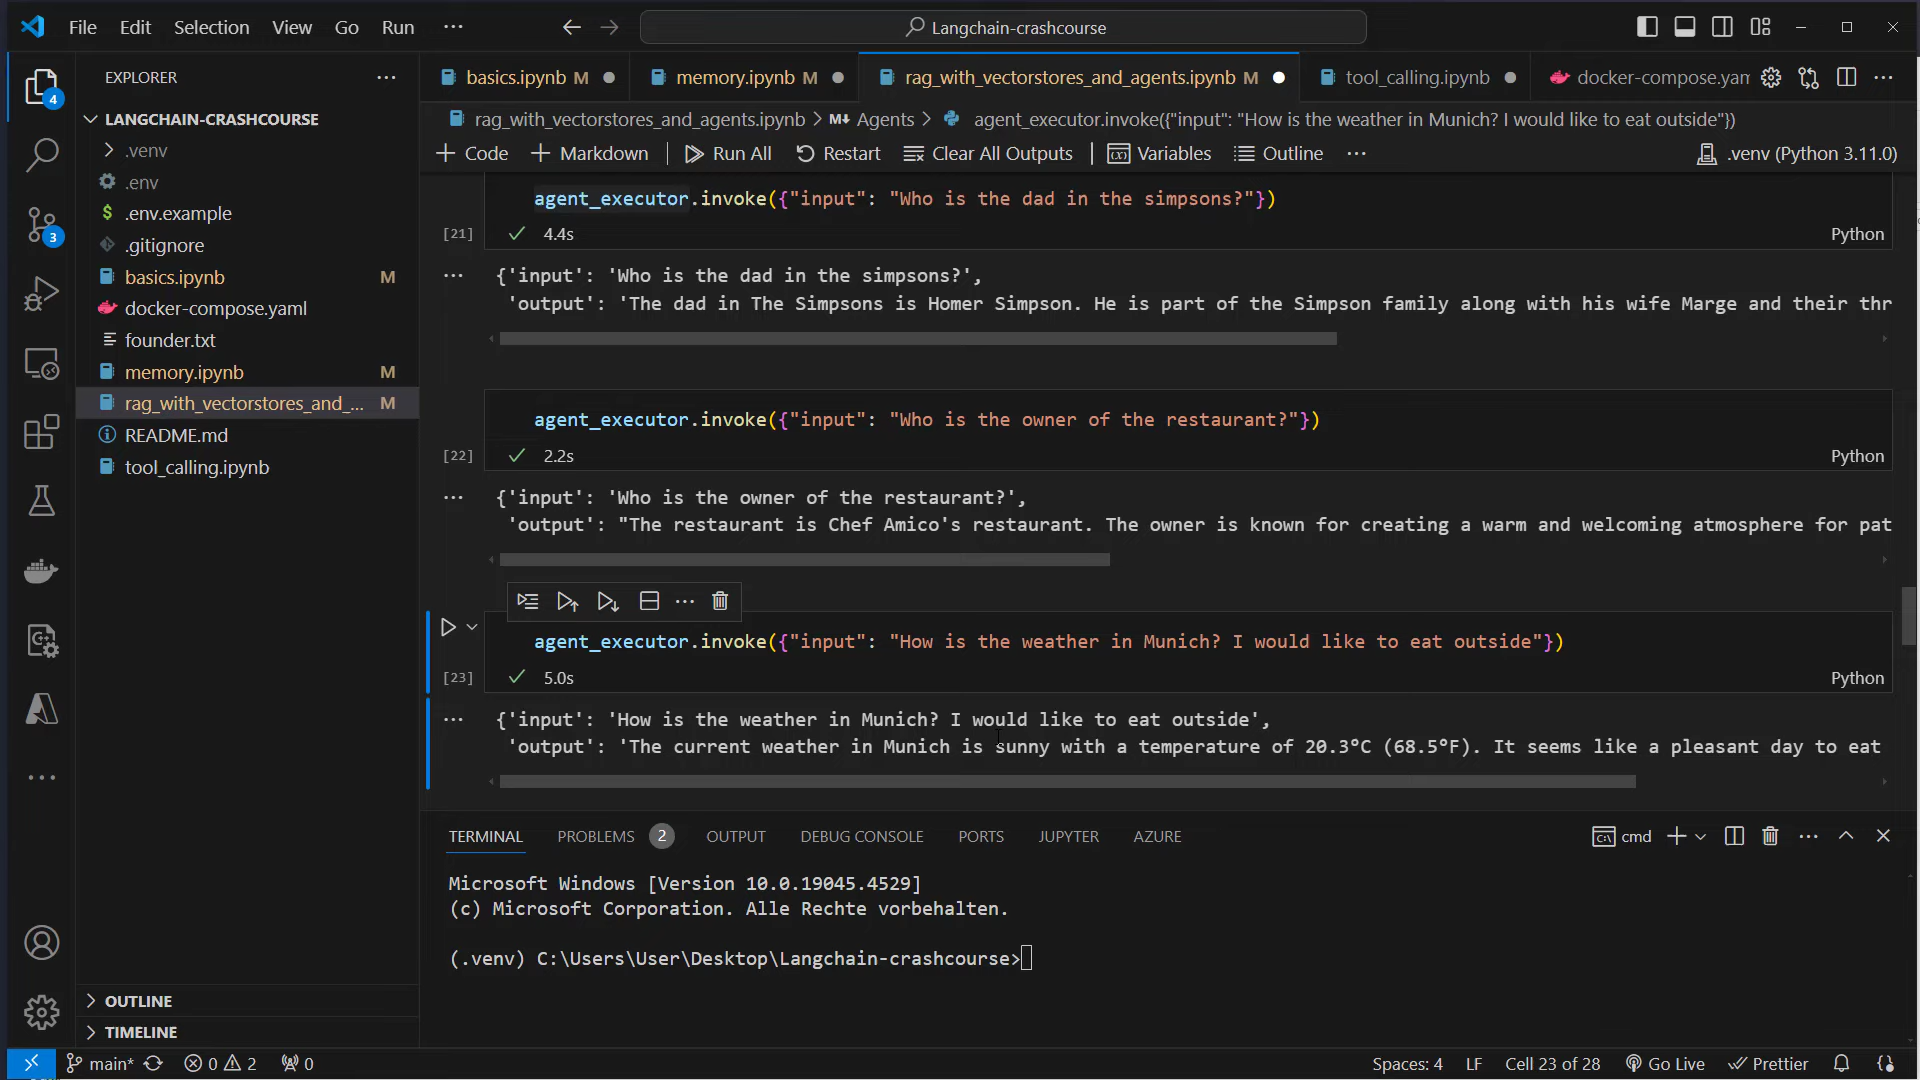 File Edit Selection View Go Run ··· Langchain-crashcourse
EXPLORER ···
LANGCHAIN-CRASHCOURSE
.venv
.env
$ .env.example
.gitignore
basics.ipynb M
docker-compose.yaml
founder.txt
memory.ipynb M
rag_with_vectorstores_and_... M
README.md
tool_calling.ipynb
OUTLINE
TIMELINE
4
3
basics.ipynb M memory.ipynb M rag_with_vectorstores_and_agents.ipynb M tool_calling.ipynb docker-compose.yam
rag_with_vectorstores_and_agents.ipynb > M↓ Agents > agent_executor.invoke({"input": "How is the weather in Munich? I would like to eat outside"})
+ Code + Markdown Run All Restart Clear All Outputs Variables Outline ··· .venv (Python 3.11.0)
agent_executor.invoke({"input": "Who is the dad in the simpsons?"})
[21] 4.4s Python
{'input': 'Who is the dad in the simpsons?',
'output': 'The dad in The Simpsons is Homer Simpson. He is part of the Simpson family along with his wife Marge and their thr
agent_executor.invoke({"input": "Who is the owner of the restaurant?"})
[22] 2.2s Python
{'input': 'Who is the owner of the restaurant?',
'output': "The restaurant is Chef Amico's restaurant. The owner is known for creating a warm and welcoming atmosphere for pat
agent_executor.invoke({"input": "How is the weather in Munich? I would like to eat outside"})
[23] 5.0s Python
{'input': 'How is the weather in Munich? I would like to eat outside',
'output': 'The current weather in Munich is sunny with a temperature of 20.3°C (68.5°F). It seems like a pleasant day to eat
TERMINAL PROBLEMS 2 OUTPUT DEBUG CONSOLE PORTS JUPYTER AZURE cmd
Microsoft Windows [Version 10.0.19045.4529]
(c) Microsoft Corporation. Alle Rechte vorbehalten.
(.venv) C:\Users\User\Desktop\Langchain-crashcourse>
main* 0 2 0 Spaces: 4 LF Cell 23 of 28 Go Live Prettier